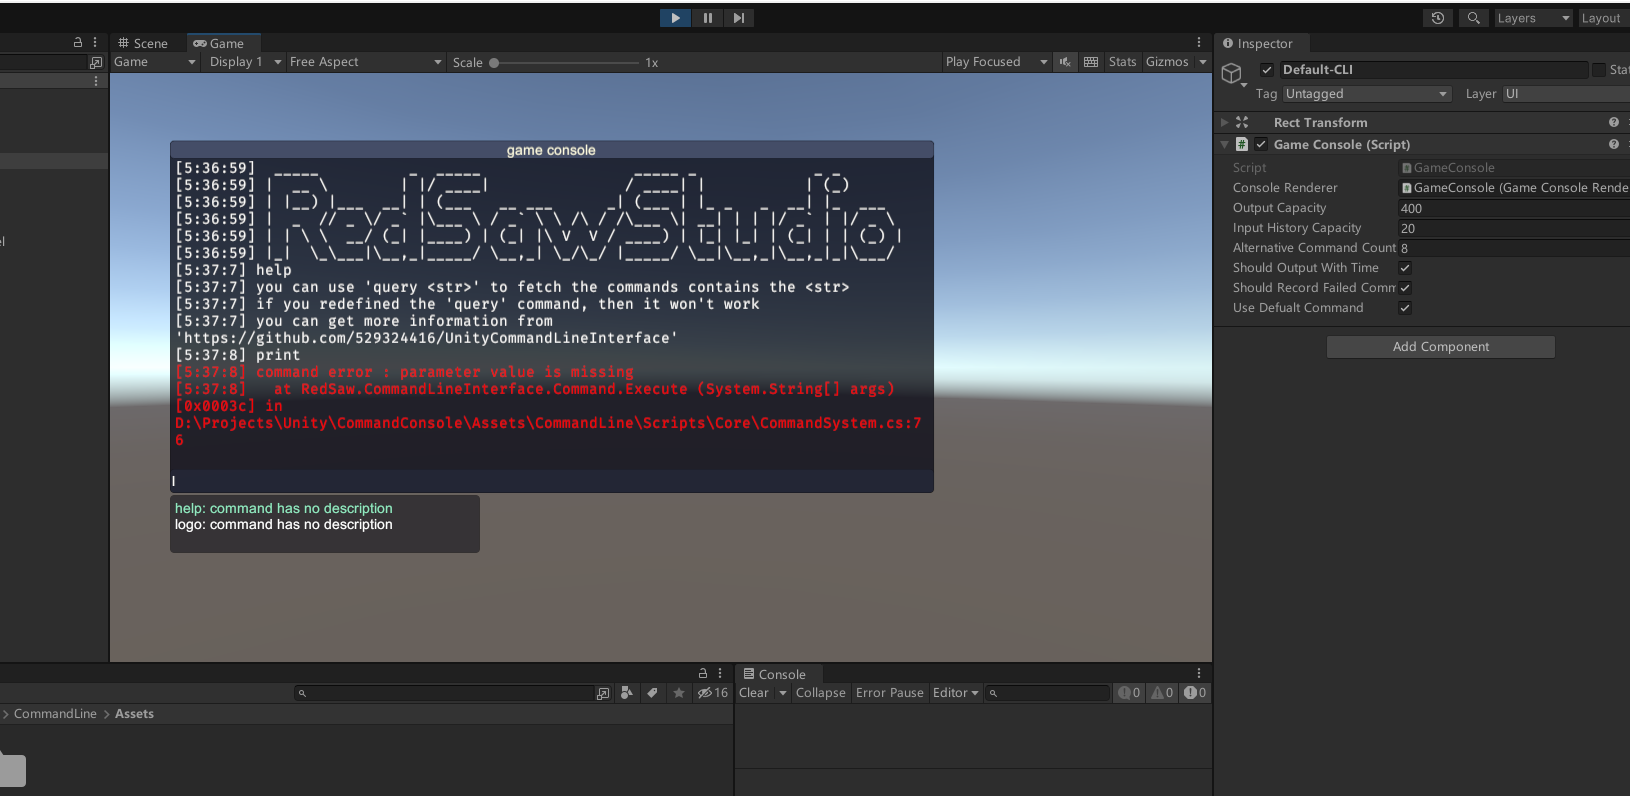 Layers
Layout
Scene
Game
Inspector
Game
Display 1
Free Aspect
Scale
1x
Play Focused
Stats
Gizmos
Default-CLI
Tag Untagged
Layer UI
Rect Transform
Game Console (Script)
Script
GameConsole
Console Renderer
GameConsole (Game Console Rende
Output Capacity
400
Input History Capacity
20
Alternative Command Count
8
Should Output With Time
Should Record Failed Comm
Use Defualt Command
Add Component
game console
[5:36:59]
[5:36:59]
[5:36:59]
[5:36:59]
[5:36:59]
[5:36:59]
RedSawStudio
[5:37:7] help
[5:37:7] you can use 'query <str>' to fetch the commands contains the <str>
[5:37:7] if you redefined the 'query' command, then it won't work
[5:37:7] you can get more information from
'https://github.com/529324416/UnityCommandLineInterface'
[5:37:8] print
[5:37:8] command error : parameter value is missing
[5:37:8]   at RedSaw.CommandLineInterface.Command.Execute (System.String[] args)
[0x0003c] in
D:\Projects\Unity\CommandConsole\Assets\CommandLine\Scripts\Core\CommandSystem.cs:7
6
help: command has no description
logo: command has no description
16
CommandLine > Assets
Console
Clear
Collapse
Error Pause
Editor
0
0
0